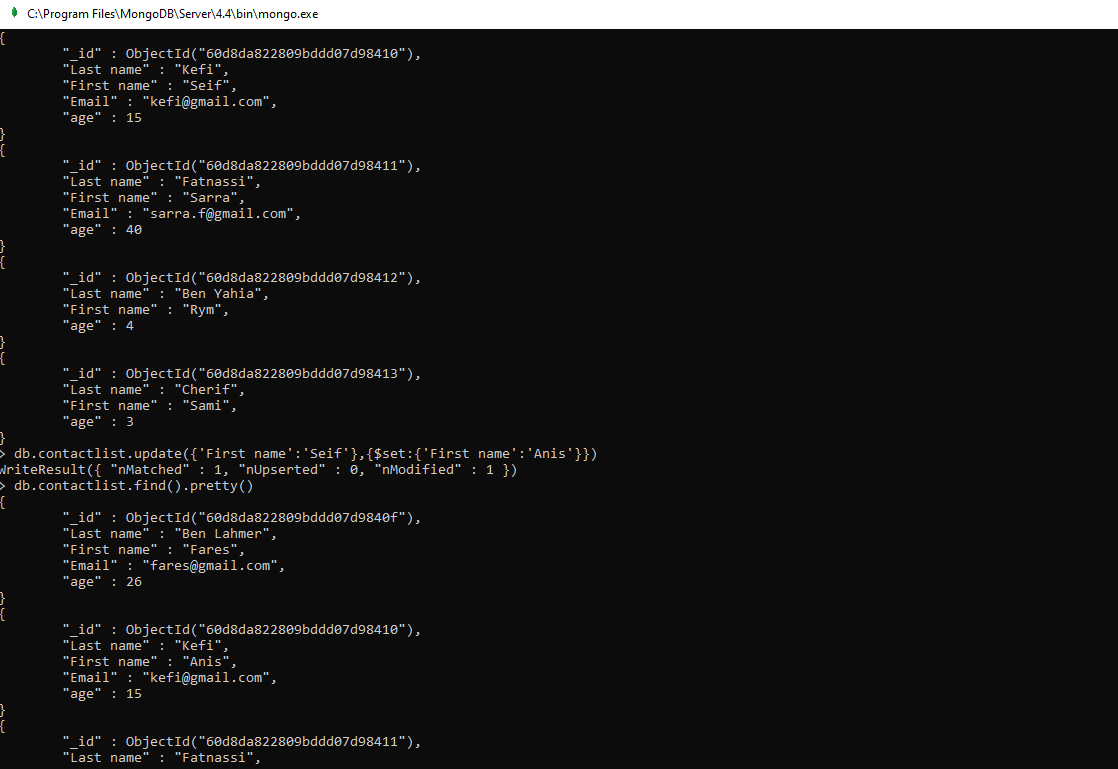 C:\Program Files\MongoDB\Server\4.4\bin\mongo.exe
{
"_id" : ObjectId("60d8da822809bddd07d98410"),
"Last name" : "Kefi",
"First name" : "Seif",
"Email" : "kefi@gmail.com",
"age" : 15
}
{
"_id" : ObjectId("60d8da822809bddd07d98411"),
"Last name" : "Fatnassi",
"First name" : "Sarra",
"Email" : "sarra.f@gmail.com",
"age" : 40
}
{
"_id" : ObjectId("60d8da822809bddd07d98412"),
"Last name" : "Ben Yahia",
"First name" : "Rym",
"age" : 4
}
{
"_id" : ObjectId("60d8da822809bddd07d98413"),
"Last name" : "Cherif",
"First name" : "Sami",
"age" : 3
}
> db.contactlist.update({'First name':'Seif'},{$set:{'First name':'Anis'}})
WriteResult({ "nMatched" : 1, "nUpserted" : 0, "nModified" : 1 })
> db.contactlist.find().pretty()
{
"_id" : ObjectId("60d8da822809bddd07d9840f"),
"Last name" : "Ben Lahmer",
"First name" : "Fares",
"Email" : "fares@gmail.com",
"age" : 26
}
{
"_id" : ObjectId("60d8da822809bddd07d98410"),
"Last name" : "Kefi",
"First name" : "Anis",
"Email" : "kefi@gmail.com",
"age" : 15
}
{
"_id" : ObjectId("60d8da822809bddd07d98411"),
"Last name" : "Fatnassi",